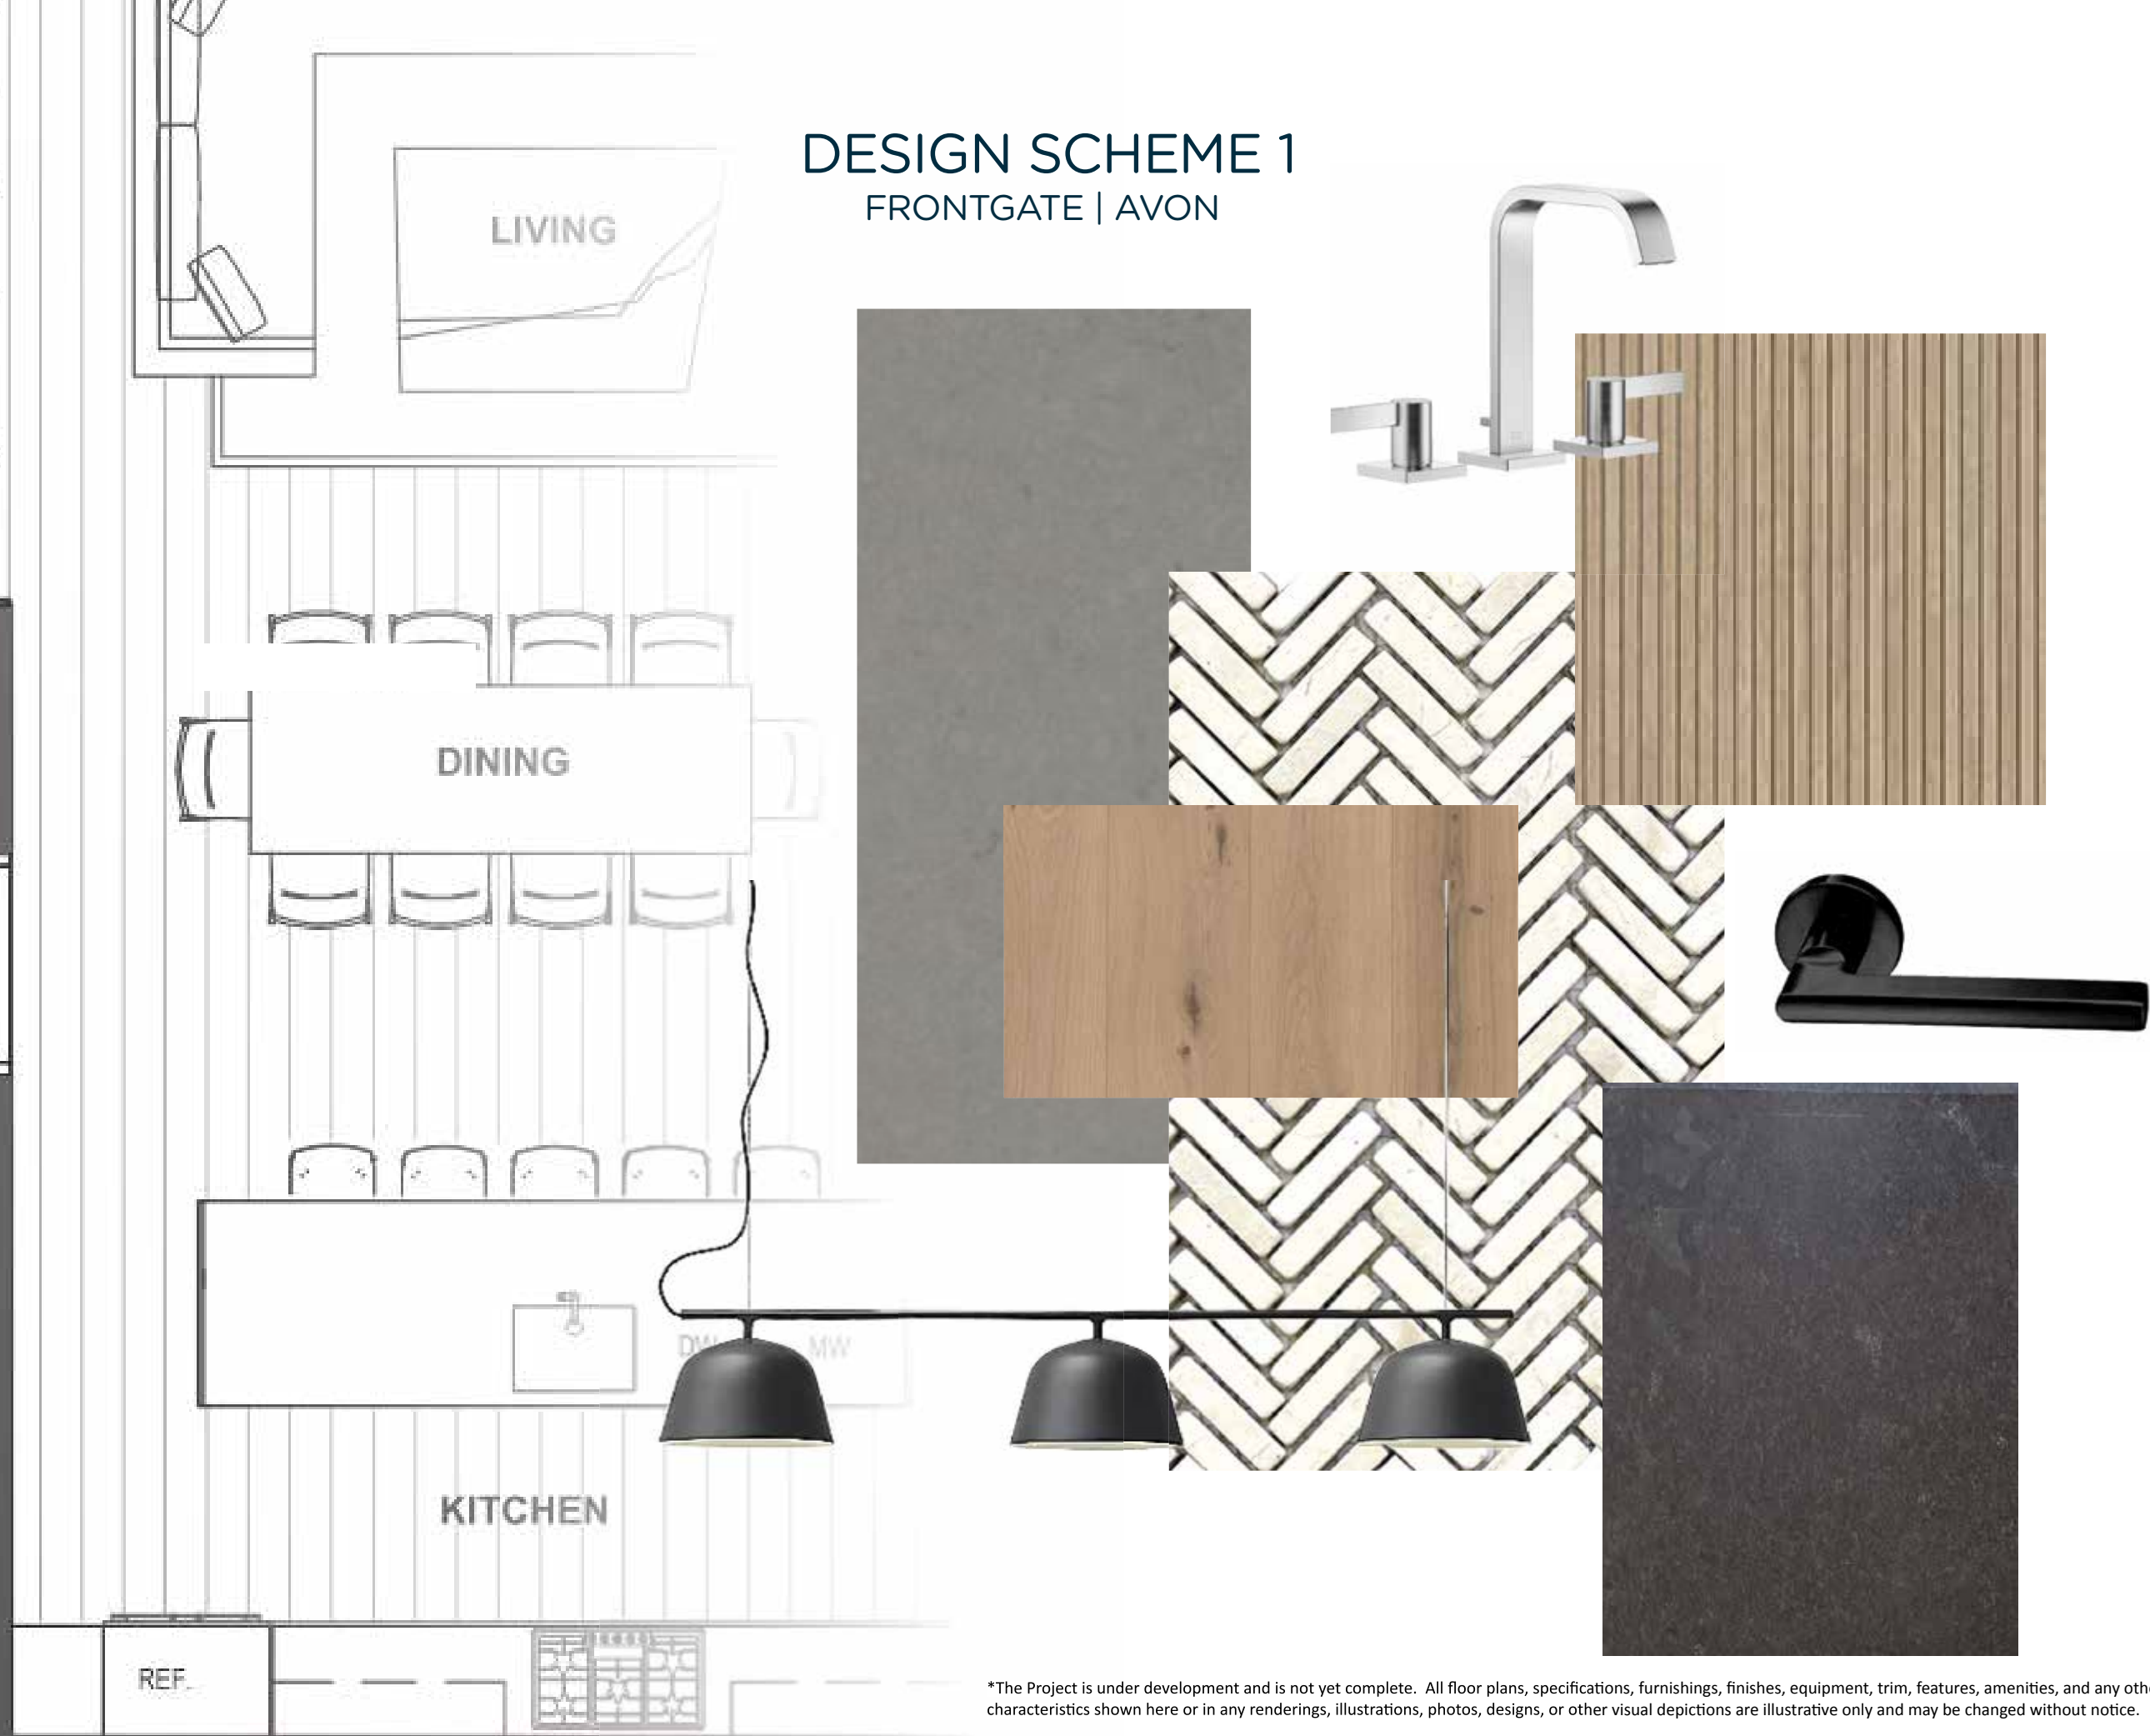 DESIGN SCHEME 1
FRONTGATE | AVON
LIVING
DINING
DW
MW
KITCHEN
REF.
*The Project is under development and is not yet complete. All floor plans, specifications, furnishings, finishes, equipment, trim, features, amenities, and any oth
characteristics shown here or in any renderings, illustrations, photos, designs, or other visual depictions are illustrative only and may be changed without notice.